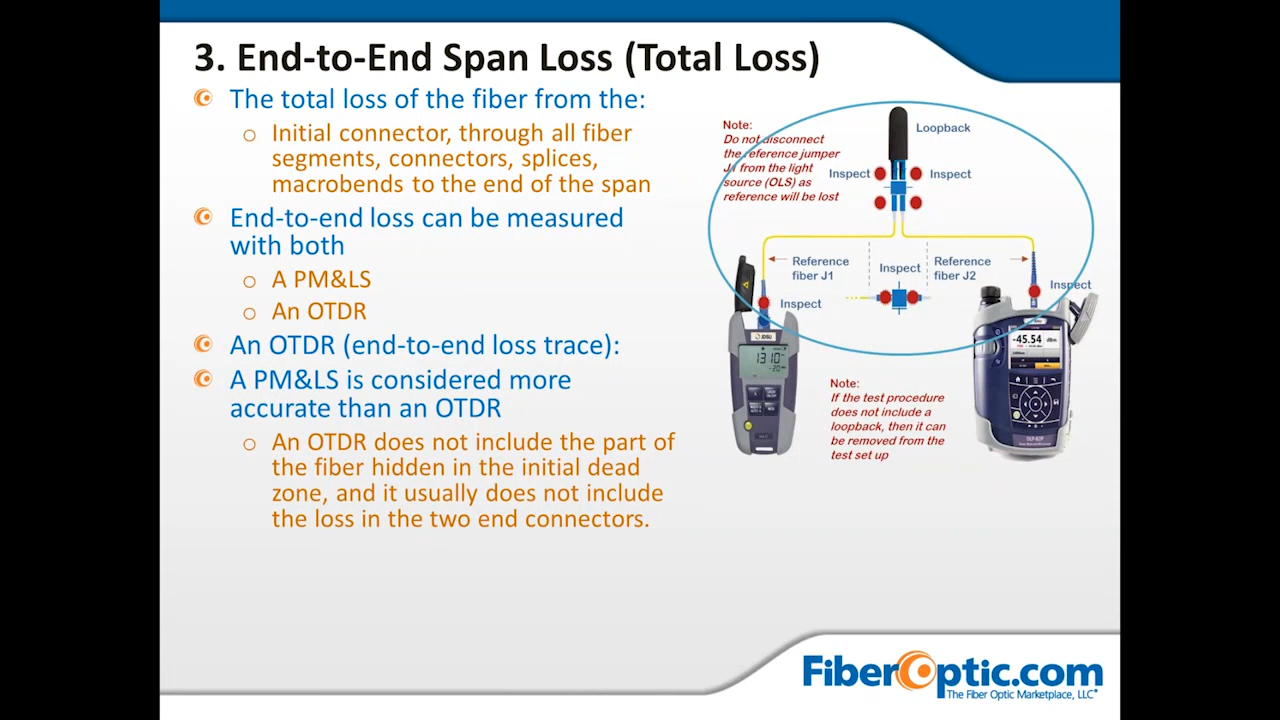 3. End-to-End Span Loss (Total Loss)
The total loss of the fiber from the:
o Initial connector, through all fiber
segments, connectors, splices,
macrobends to the end of the span
End-to-end loss can be measured
with both
o A PM&LS
o An OTDR
An OTDR (end-to-end loss trace):
A PM&LS is considered more
accurate than an OTDR
o An OTDR does not include the part of
the fiber hidden in the initial dead
zone, and it usually does not include
the loss in the two end connectors.
Note:
Do not disconnect
the reference jumper
J1 from the light
source (OLS) as
reference will be lost
Loopback
Inspect
Inspect
Reference
fiber J1
Inspect
Reference
fiber J2
Inspect
Inspect
JDSU
1310
-45.54 dBm
Note:
If the test procedure
does not include a
loopback, then it can
be removed from the
test set up
FiberOptic.com
The Fiber Optic Marketplace, LLC